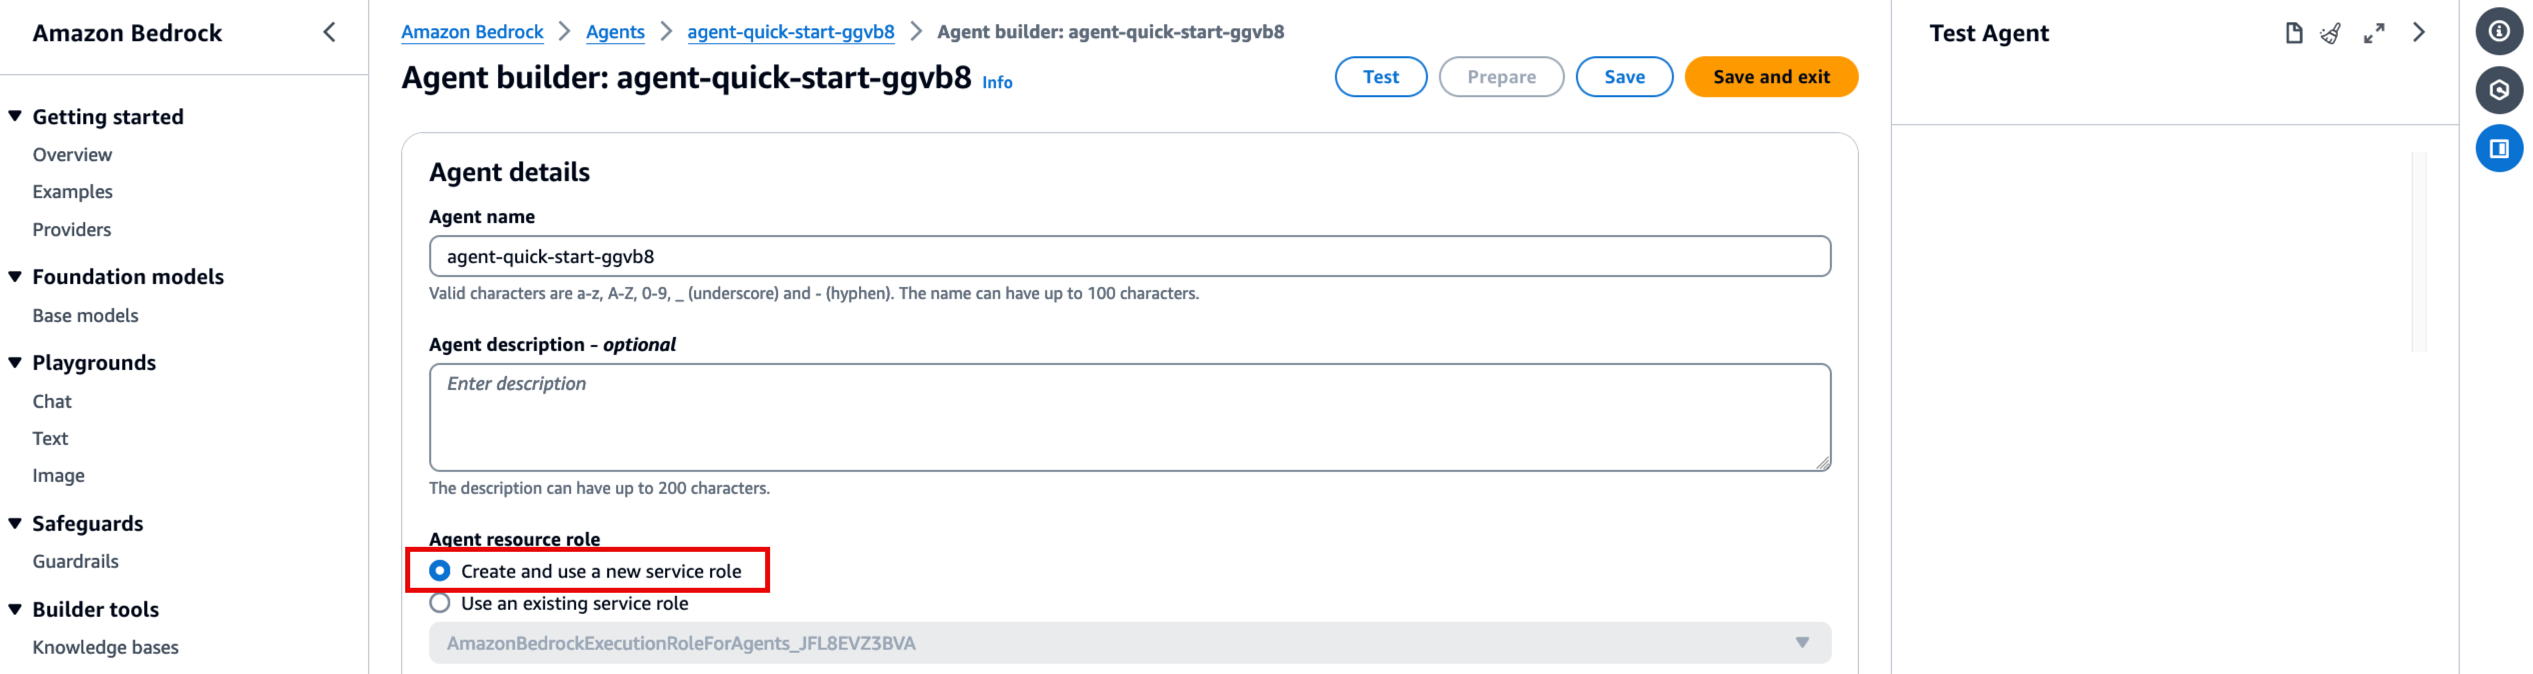 Amazon Bedrock
Getting started
Overview
Examples
Providers
Foundation models
Base models
Playgrounds
Chat
Text
Image
Safeguards
Guardrails
Builder tools
Knowledge bases
Amazon Bedrock > Agents > agent-quick-start-ggvb8 > Agent builder: agent-quick-start-ggvb8
Agent builder: agent-quick-start-ggvb8 Info
Test Prepare Save Save and exit
Agent details
Agent name
agent-quick-start-ggvb8
Valid characters are a-z, A-Z, 0-9, _ (underscore) and - (hyphen). The name can have up to 100 characters.
Agent description - optional
Enter description
The description can have up to 200 characters.
Agent resource role
Create and use a new service role
Use an existing service role
AmazonBedrockExecutionRoleForAgents_JFL8EVZ3BVA
Test Agent